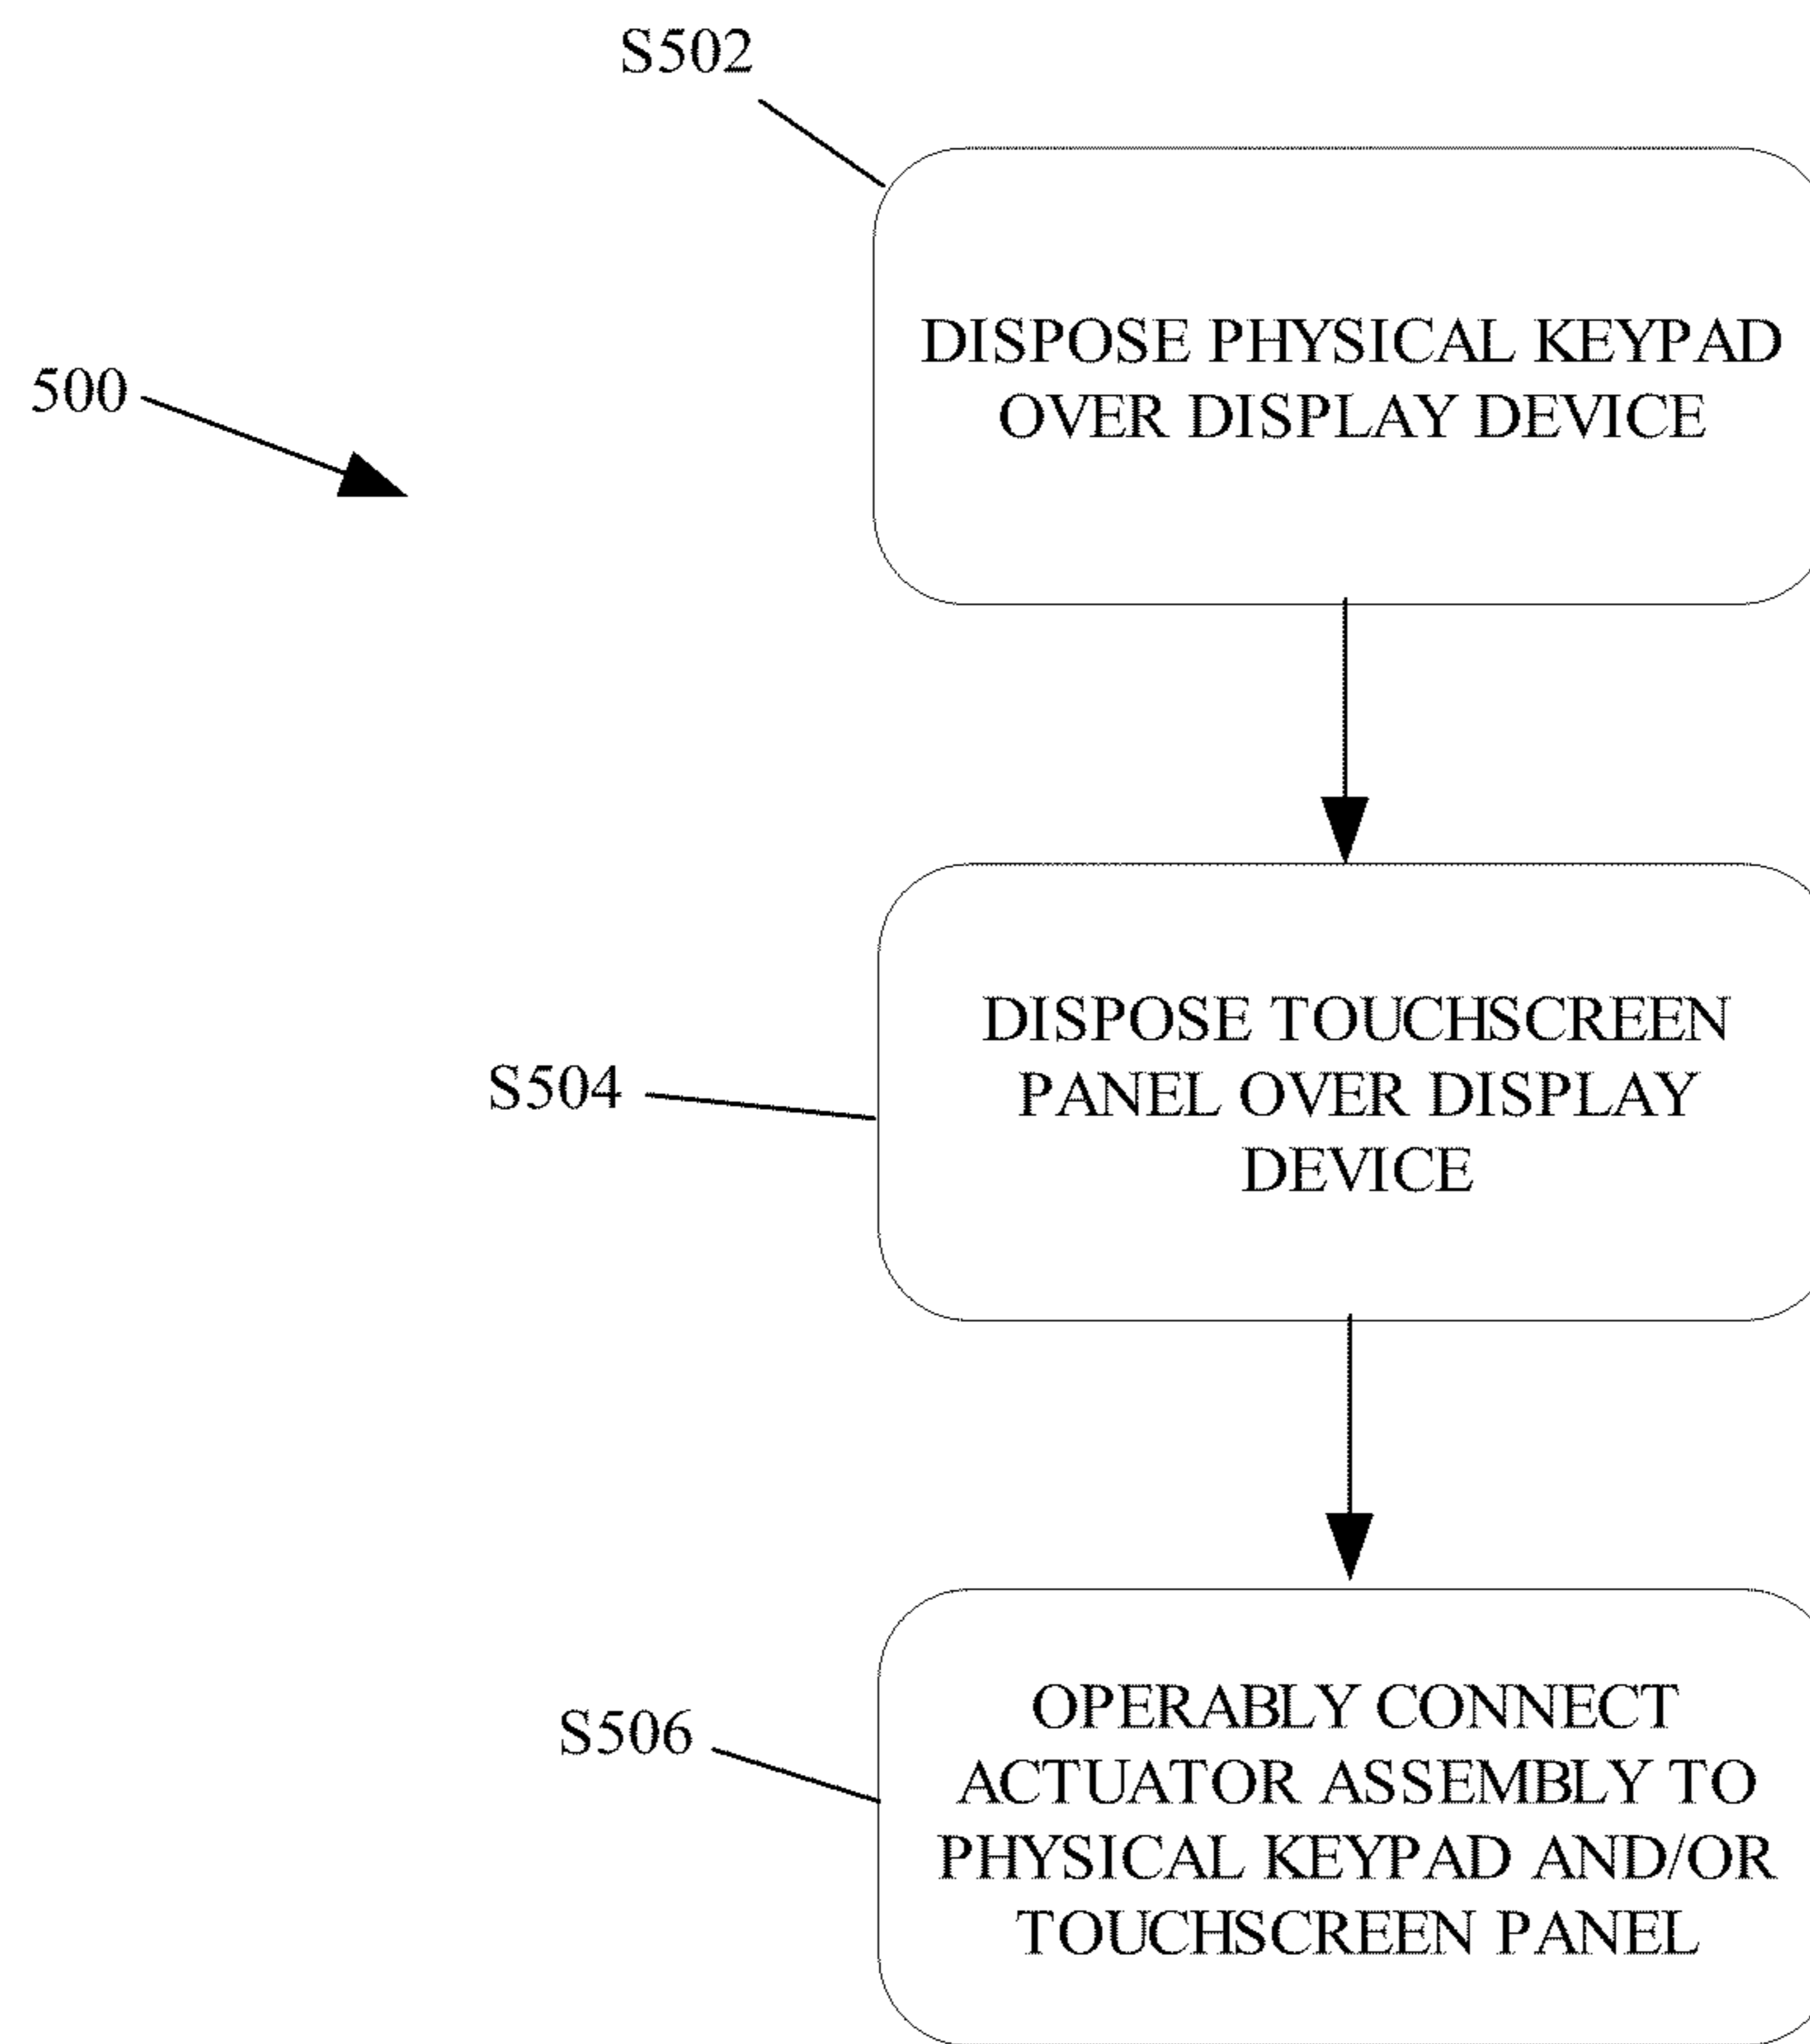 S502
DISPOSE PHYSICAL KEYPAD
OVER DISPLAY DEVICE
500
DISPOSE TOUCHSCREEN
PANEL OVER DISPLAY
DEVICE
S504
OPERABLY CONNECT
ACTUATOR ASSEMBLY TO
PHYSICAL KEYPAD AND/OR
TOUCHSCREEN PANEL
S506